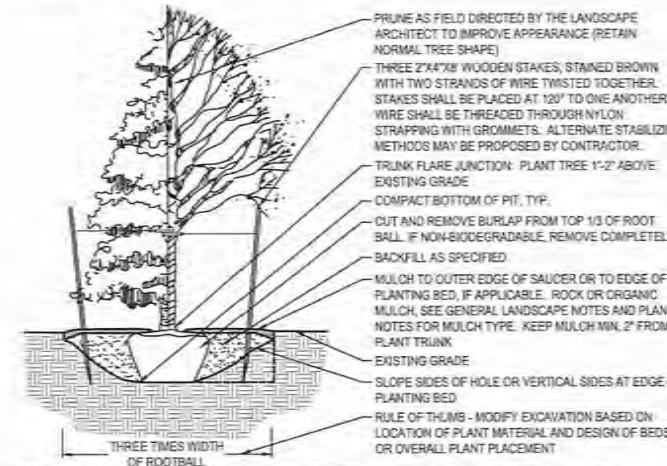 PRUNE AS FIELD DIRECTED BY THE LANDSCAPE
ARCHITECT TO IMPROVE APPEARANCE (RETAIN
NORMAL TREE SHAPE)
THREE 2"X4"X8' WOODEN STAKES, STAINED BROWN
WITH TWO STRANDS OF WIRE TWISTED TOGETHER.
STAKES SHALL BE PLACED AT 120° TO ONE ANOTHER.
WIRE SHALL BE THREADED THROUGH NYLON
STRAPPING WITH GROMMETS. ALTERNATE STABILIZI
METHODS MAY BE PROPOSED BY CONTRACTOR.
TRUNK FLARE JUNCTION: PLANT TREE 1"-2" ABOVE
EXISTING GRADE
COMPACT BOTTOM OF PIT, TYP.
CUT AND REMOVE BURLAP FROM TOP 1/3 OF ROOT
BALL. IF NON-BIODEGRADABLE, REMOVE COMPLETEL
BACKFILL AS SPECIFIED
MULCH TO OUTER EDGE OF SAUCER OR TO EDGE OF
PLANTING BED, IF APPLICABLE. ROCK OR ORGANIC
MULCH, SEE GENERAL LANDSCAPE NOTES AND PLAN
NOTES FOR MULCH TYPE. KEEP MULCH MIN. 2" FROM
PLANT TRUNK
EXISTING GRADE
SLOPE SIDES OF HOLE OR VERTICAL SIDES AT EDGE
PLANTING BED
RULE OF THUMB - MODIFY EXCAVATION BASED ON
LOCATION OF PLANT MATERIAL AND DESIGN OF BEDS
OR OVERALL PLANT PLACEMENT
THREE TIMES WIDTH
OF ROOTBALL